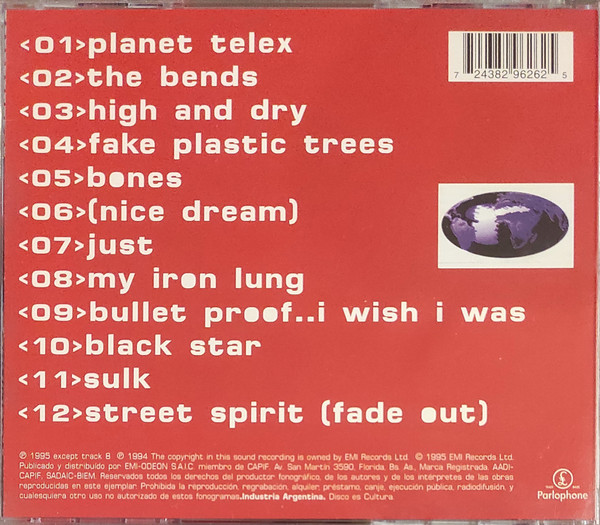 <01>planet telex
<02>the bends
<03>high and dry
<04>fake plastic trees
<05>bones
<06>(nice dream)
<07>just
<08>my iron lung
<09>bullet proof..i wish i was
<10>black star
<11>sulk
<12>street spirit (fade out)
7 24382 96262 5
℗ 1995 except track 8 ℗ 1994 The copyright in this sound recording is owned by EMI Records Ltd. © 1995 EMI Records Ltd.
Publicado y distribuído por EMI-ODEON S.A.I.C. miembro de CAPIF. Av. San Martín 3590, Florida, Bs. As., Marca Registrada. AADI-
CAPIF, SADAIC-BIEM. Reservados todos los derechos del productor fonográfico, de los autores y de los intérpretes de las obras
reproducidas en este ejemplar. Prohibida la reproducción, regrabación, alquiler, préstamo, canje, ejecución pública, radiodifusión, y
cualesquiera otro uso no autorizado de estos fonogramas.Industria Argentina. Disco es Cultura.
Parlophone